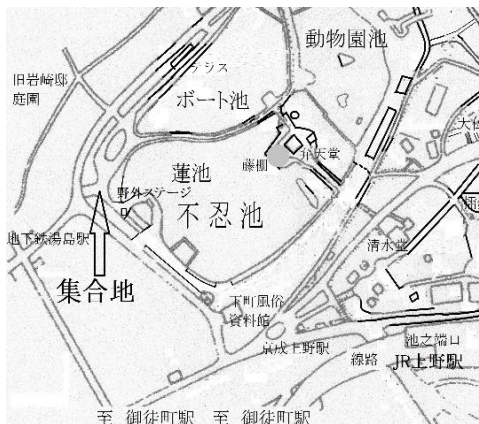 動物園池
テラス
旧岩崎邸
庭園
ボート池
弁天堂
藤棚
蓮池
野外ステージ
不忍池
地下鉄湯島駅
清水堂
集合地
下町風俗
資料館
京成上野駅
池之端口
線路
JR上野駅
至 御徒町駅
至 御徒町駅